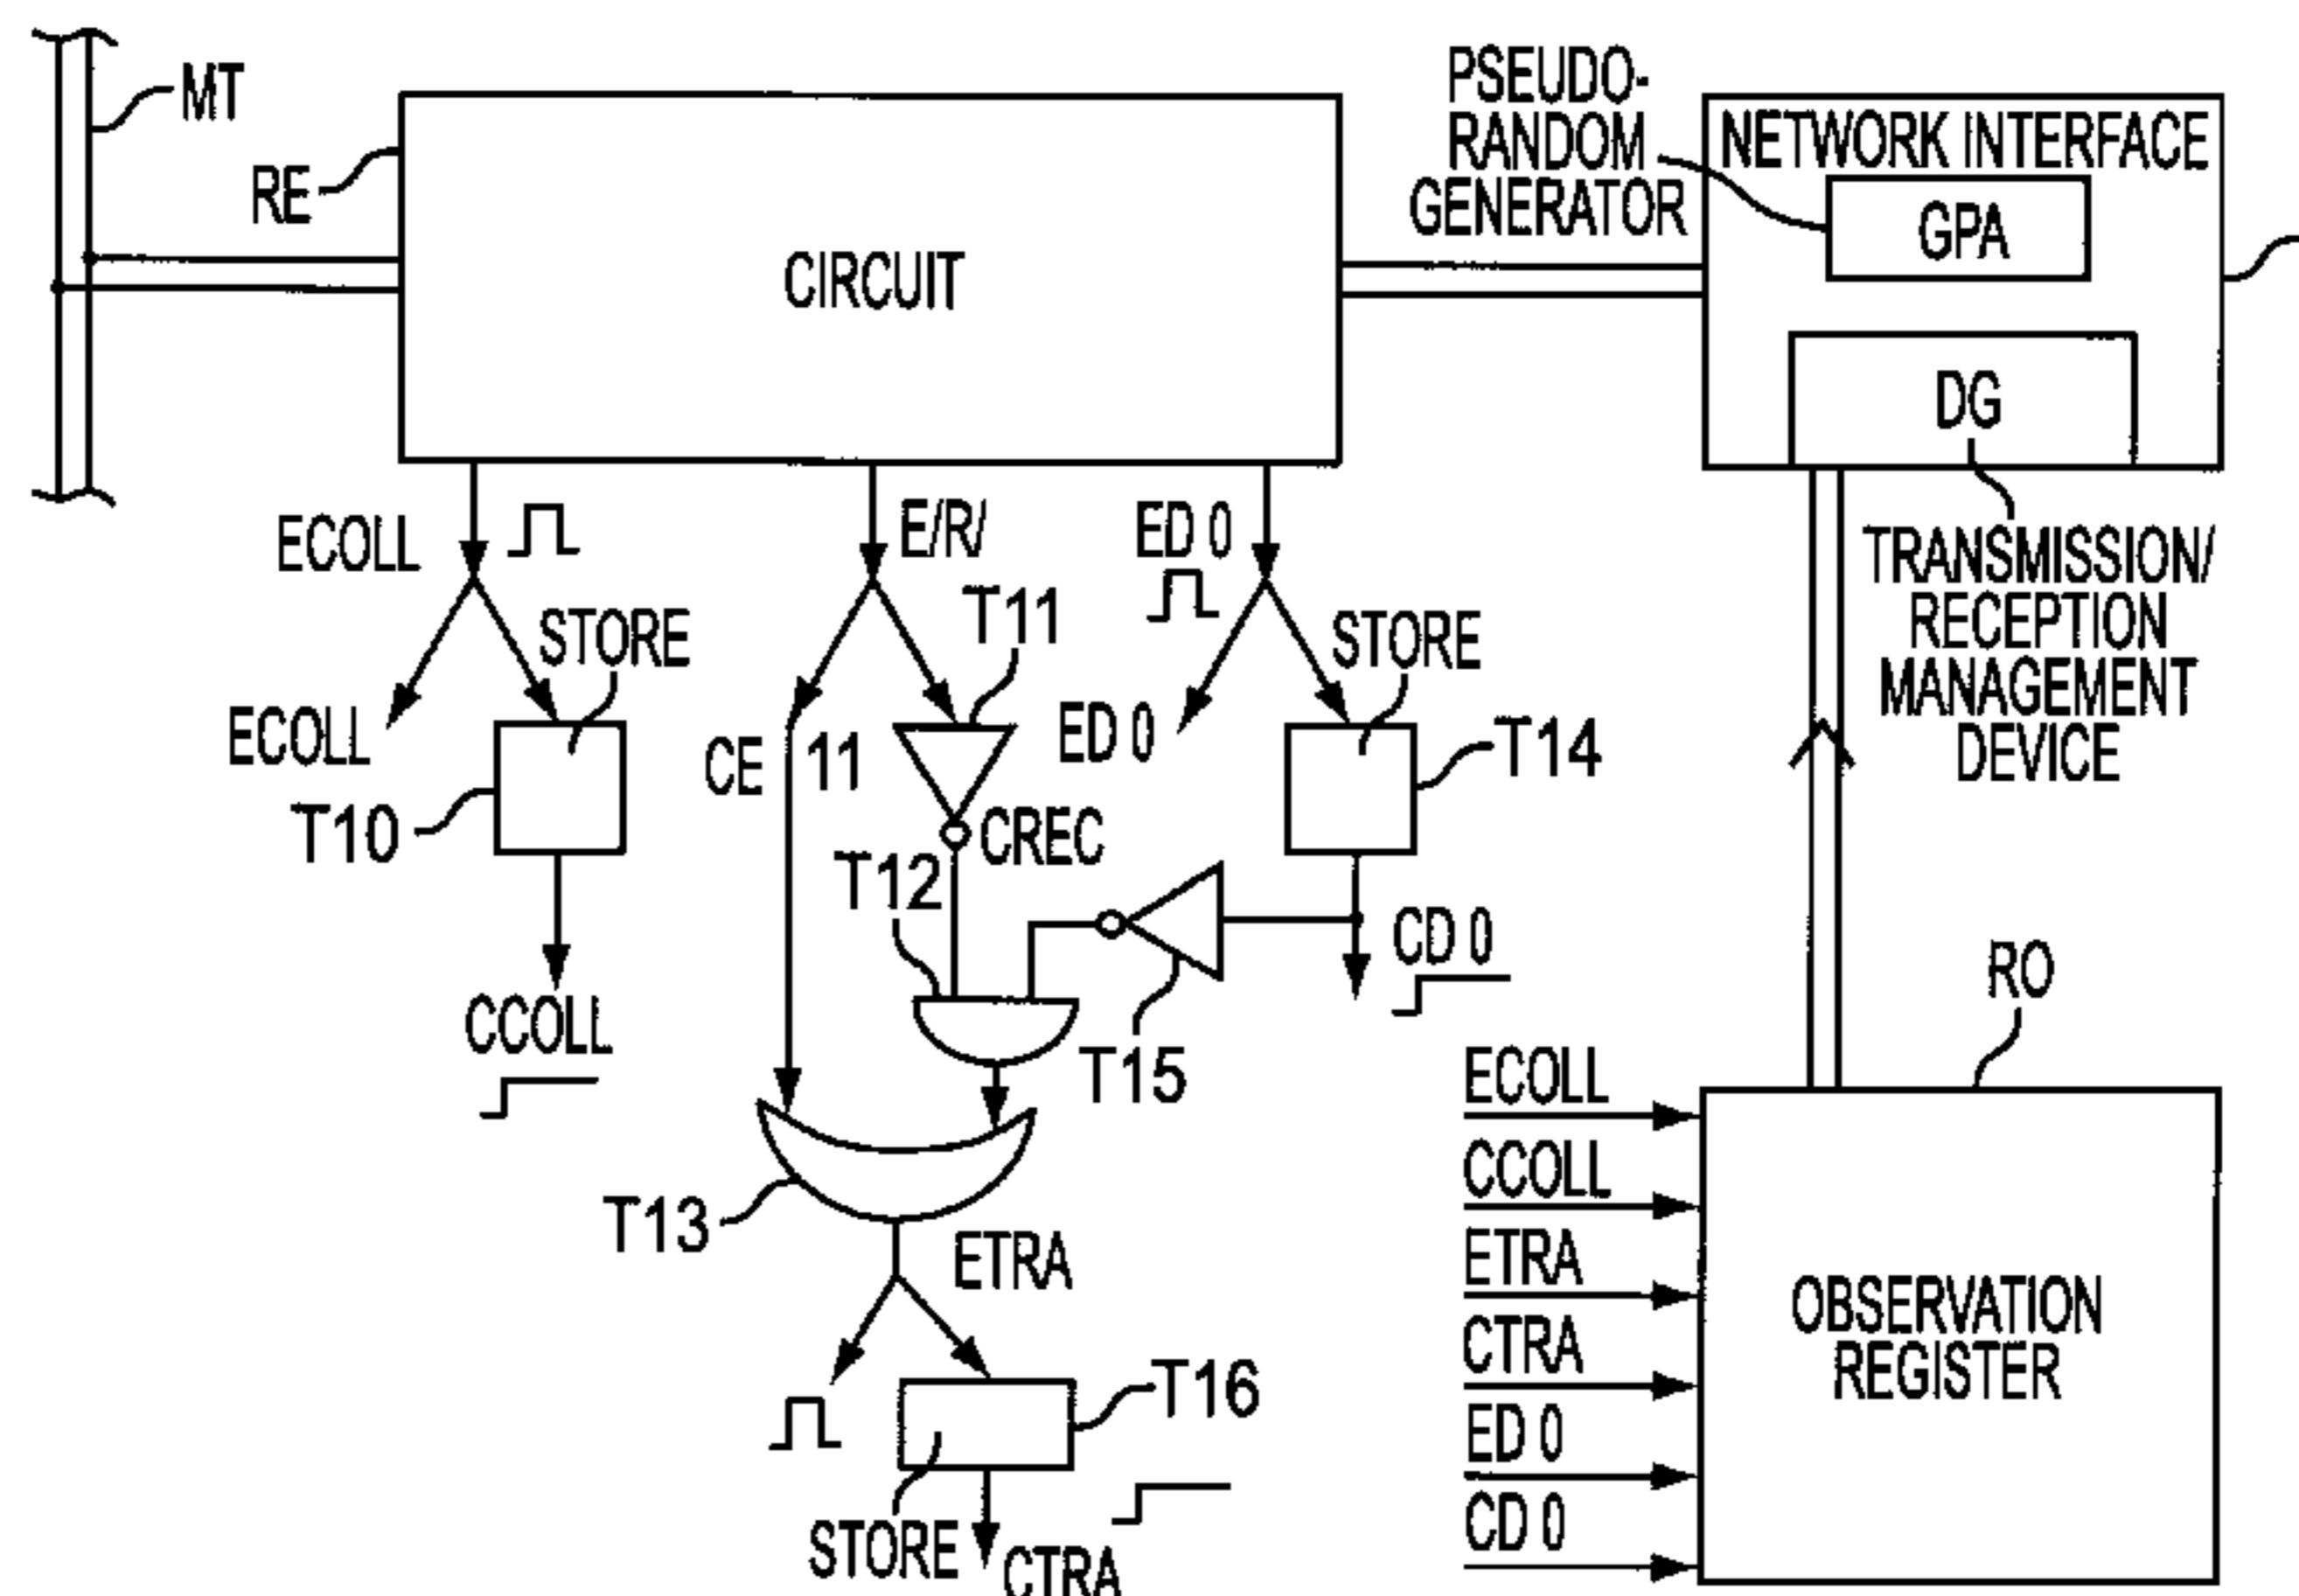 MT
RE
CIRCUIT
PSEUDO-
RANDOM
GENERATOR
NETWORK INTERFACE
GPA
DG
TRANSMISSION/
RECEPTION
MANAGEMENT
DEVICE
ECOLL
E/R/
ED 0
STORE
T11
STORE
ECOLL
CE
11
ED 0
T14
T10
CREC
T12
CD 0
RO
CCOLL
T15
ECOLL
CCOLL
T13
ETRA
ETRA
CTRA
OBSERVATION
REGISTER
T16
ED 0
CD 0
STORE
CTRA